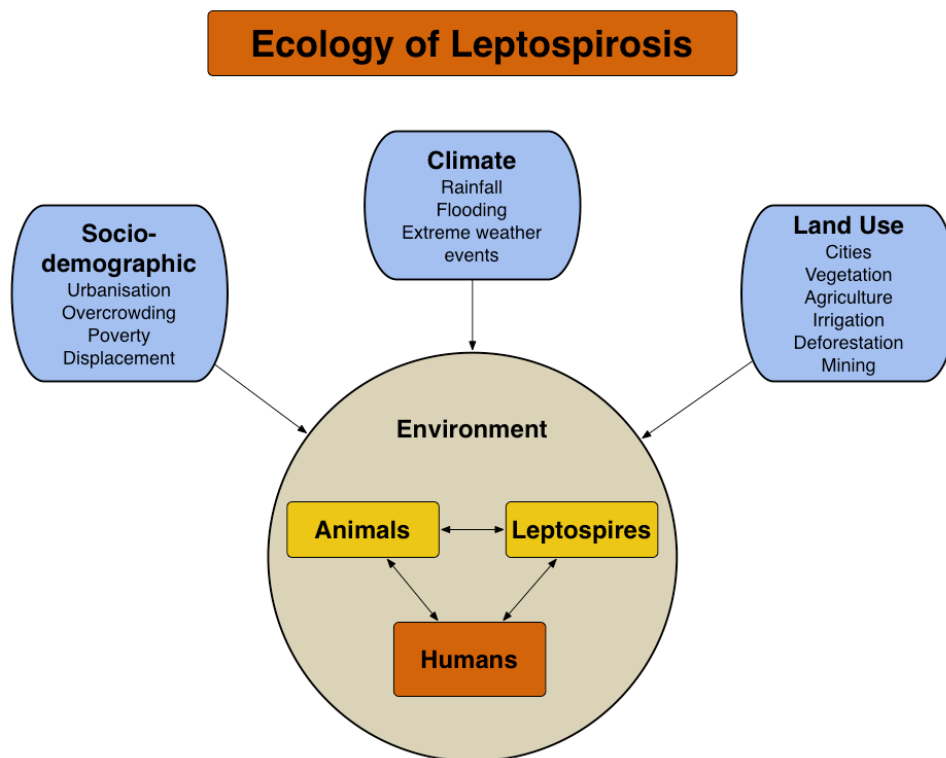 Ecology of Leptospirosis
Climate
Rainfall
Flooding
Extreme weather
events
Socio-
demographic
Urbanisation
Overcrowding
Poverty
Displacement
Land Use
Cities
Vegetation
Agriculture
Irrigation
Deforestation
Mining
Environment
Animals
Leptospires
Humans